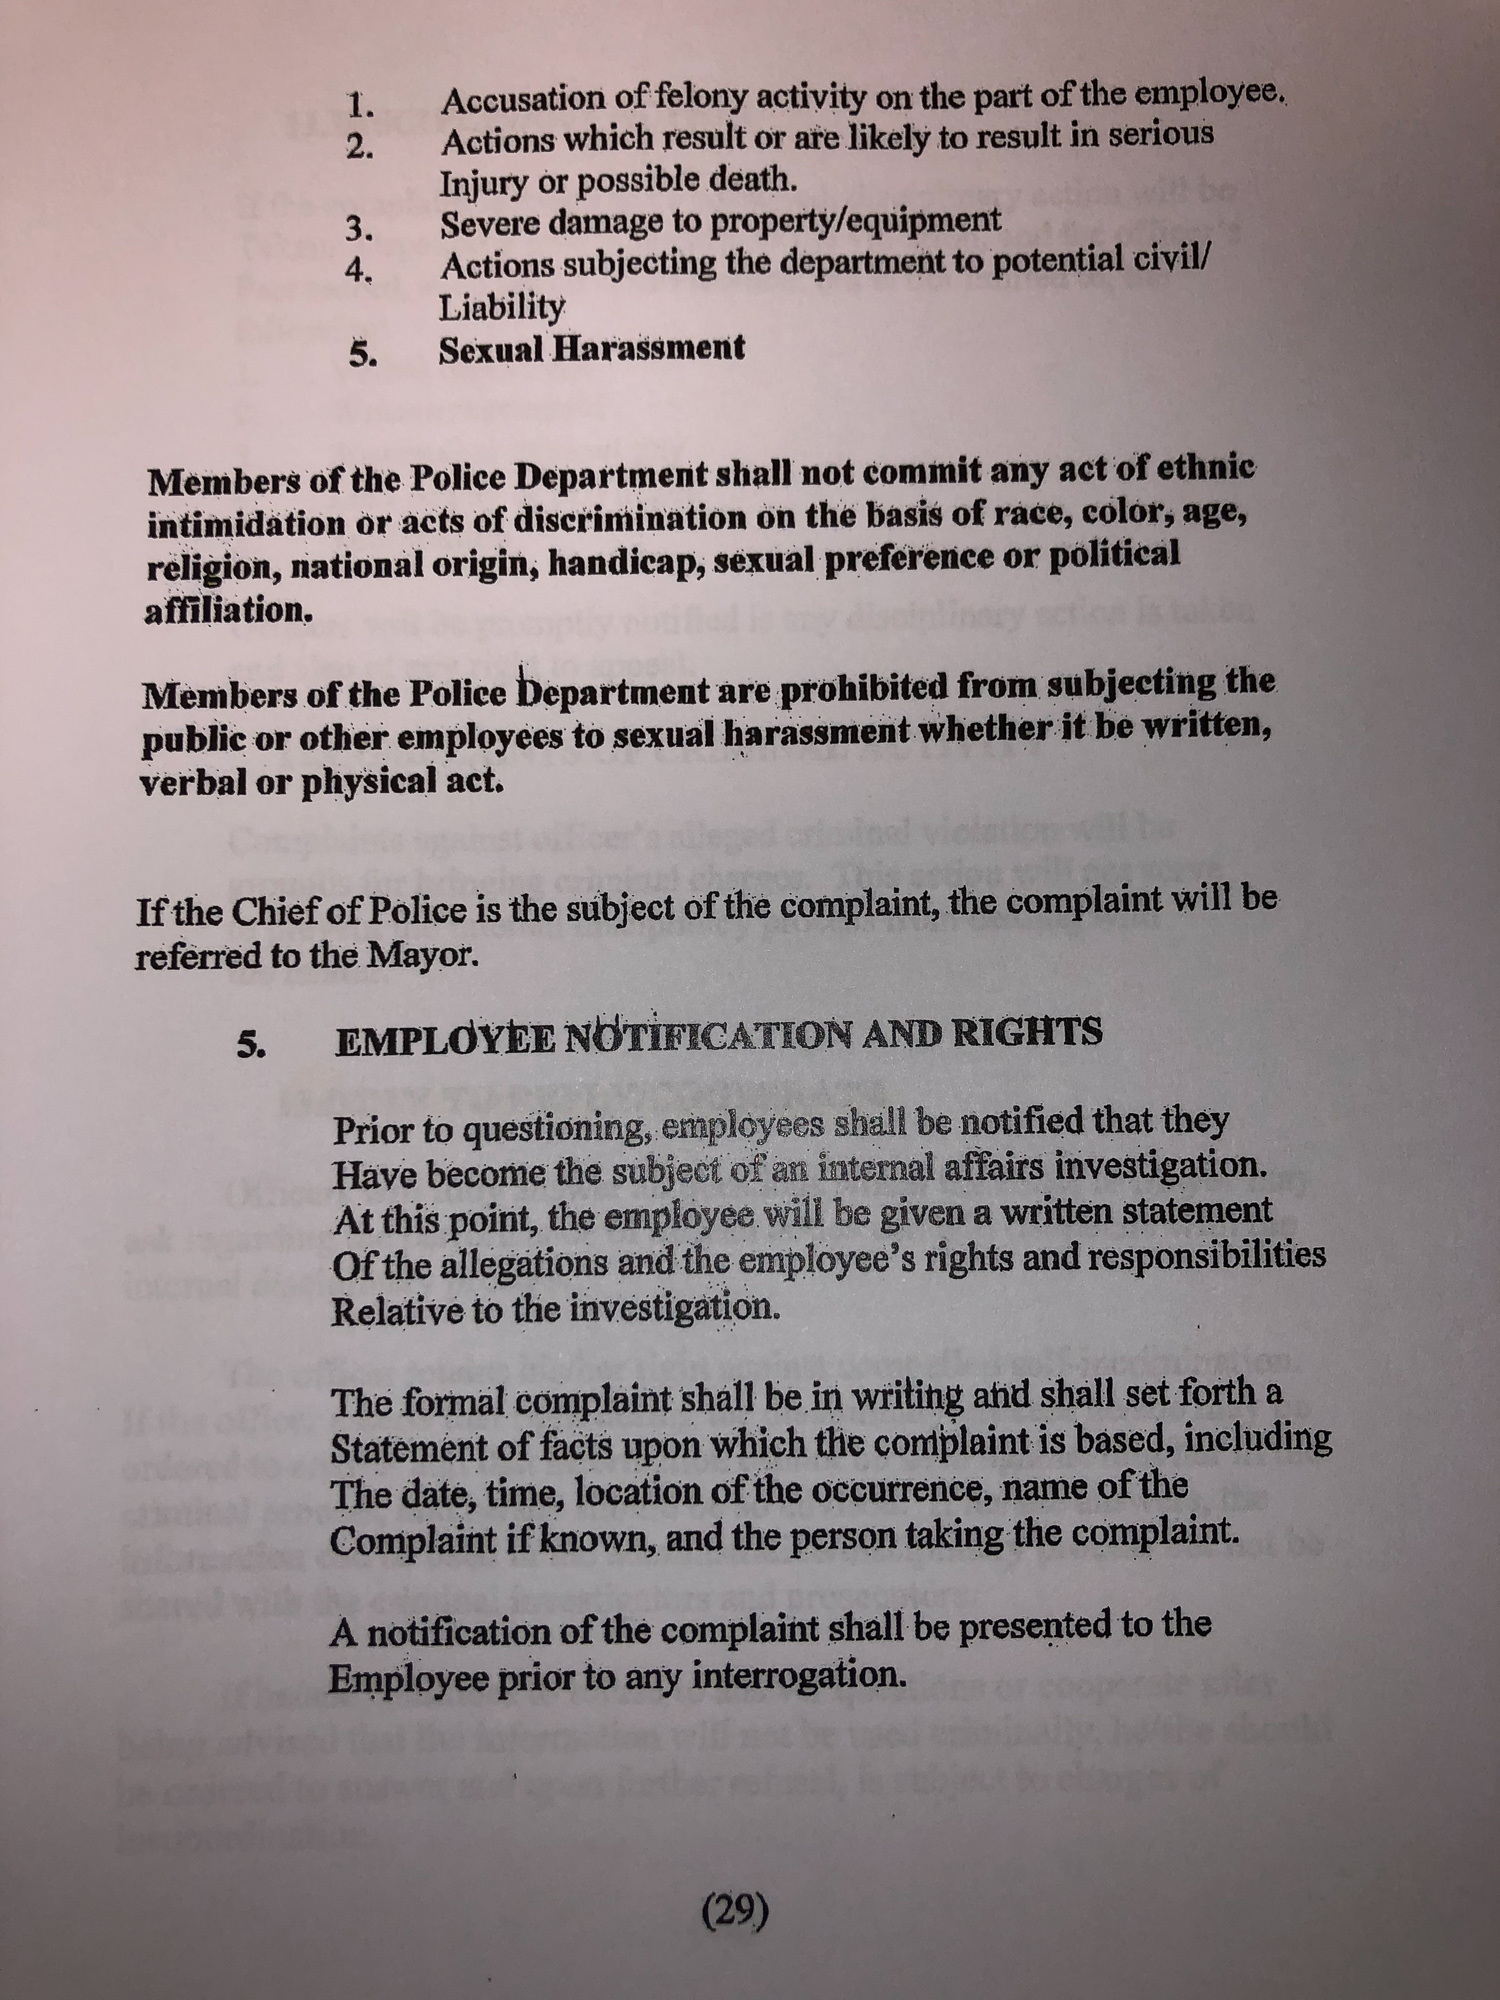 1. Accusation of felony activity on the part of the employee.
2. Actions which result or are likely to result in serious
Injury or possible death.
3. Severe damage to property/equipment
4. Actions subjecting the department to potential civil/
Liability
5. Sexual Harassment
Members of the Police Department shall not commit any act of ethnic
intimidation or acts of discrimination on the basis of race, color, age,
religion, national origin, handicap, sexual preference or political
affiliation.
Members of the Police Department are prohibited from subjecting the
public or other employees to sexual harassment whether it be written,
verbal or physical act.
If the Chief of Police is the subject of the complaint, the complaint will be
referred to the Mayor.
5. EMPLOYEE NOTIFICATION AND RIGHTS
Prior to questioning, employees shall be notified that they
Have become the subject of an internal affairs investigation.
At this point, the employee will be given a written statement
Of the allegations and the employee's rights and responsibilities
Relative to the investigation.
The formal complaint shall be in writing and shall set forth a
Statement of facts upon which the complaint is based, including
The date, time, location of the occurrence, name of the
Complaint if known, and the person taking the complaint.
A notification of the complaint shall be presented to the
Employee prior to any interrogation.
(29)